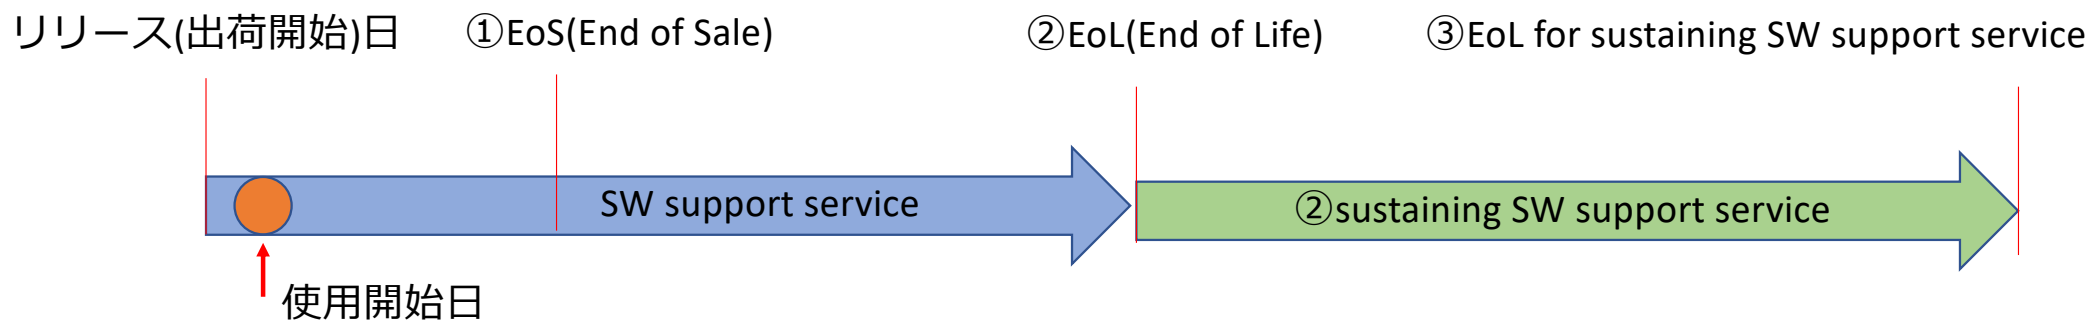 リリース(出荷開始)日
①EoS(End of Sale)
②EoL(End of Life)
③EoL for sustaining SW support service
SW support service
②sustaining SW support service
使用開始日